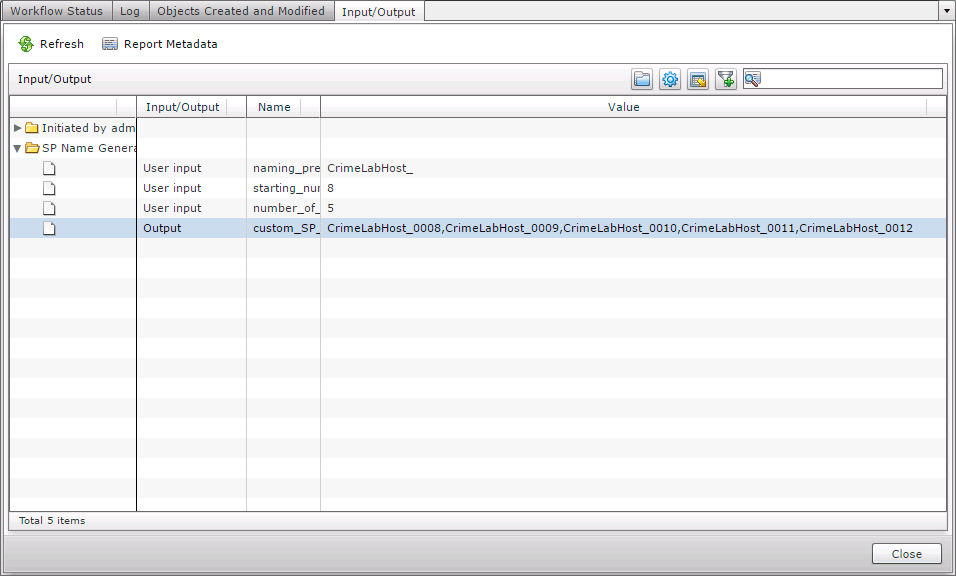 Workflow Status Log Objects Created and Modified Input/Output
Refresh Report Metadata
Input/Output
Input/Output Name Value
Initiated by adm
SP Name Genera
User input naming_pre CrimeLabHost_
User input starting_nur 8
User input number_of_ 5
Output custom_SP_ CrimeLabHost_0008,CrimeLabHost_0009,CrimeLabHost_0010,CrimeLabHost_0011,CrimeLabHost_0012
Total 5 items
Close